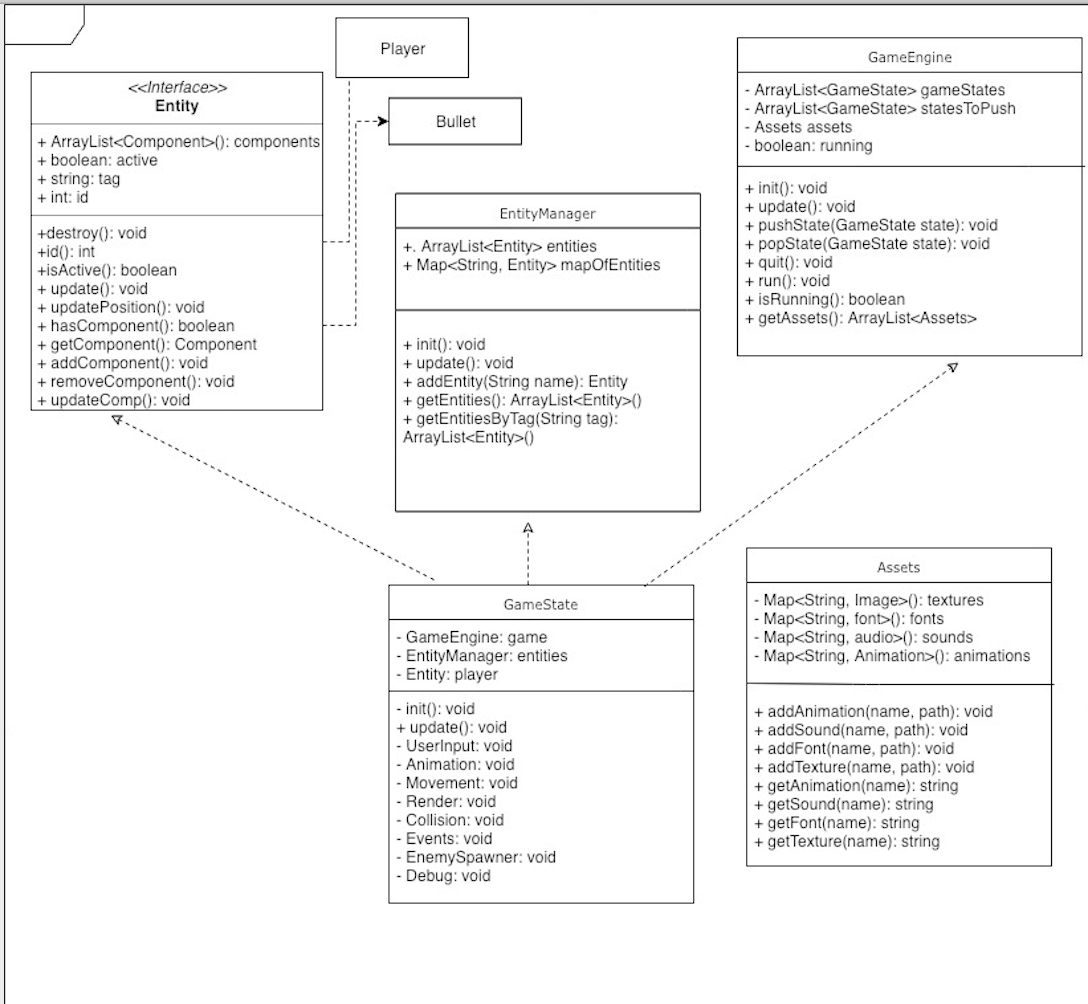 Player
Bullet
<<Interface>>
Entity
+ ArrayList<Component>(): components
+ boolean: active
+ string: tag
+ int: id
+destroy(): void
+id(): int
+isActive(): boolean
+ update(): void
+ updatePosition(): void
+ hasComponent(): boolean
+ getComponent(): Component
+ addComponent(): void
+ removeComponent(): void
+ updateComp(): void
EntityManager
+. ArrayList<Entity> entities
+ Map<String, Entity> mapOfEntities
+ init(): void
+ update(): void
+ addEntity(String name): Entity
+ getEntities(): ArrayList<Entity>()
+ getEntitiesByTag(String tag):
ArrayList<Entity>()
GameEngine
- ArrayList<GameState> gameStates
- ArrayList<GameState> statesToPush
- Assets assets
- boolean: running
+ init(): void
+ update(): void
+ pushState(GameState state): void
+ popState(GameState state): void
+ quit(): void
+ run(): void
+ isRunning(): boolean
+ getAssets(): ArrayList<Assets>
GameState
- GameEngine: game
- EntityManager: entities
- Entity: player
- init(): void
+ update(): void
- UserInput: void
- Animation: void
- Movement: void
- Render: void
- Collision: void
- Events: void
- EnemySpawner: void
- Debug: void
Assets
- Map<String, Image>(): textures
- Map<String, font>(): fonts
- Map<String, audio>(): sounds
- Map<String, Animation>(): animations
+ addAnimation(name, path): void
+ addSound(name, path): void
+ addFont(name, path): void
+ addTexture(name, path): void
+ getAnimation(name): string
+ getSound(name): string
+ getFont(name): string
+ getTexture(name): string